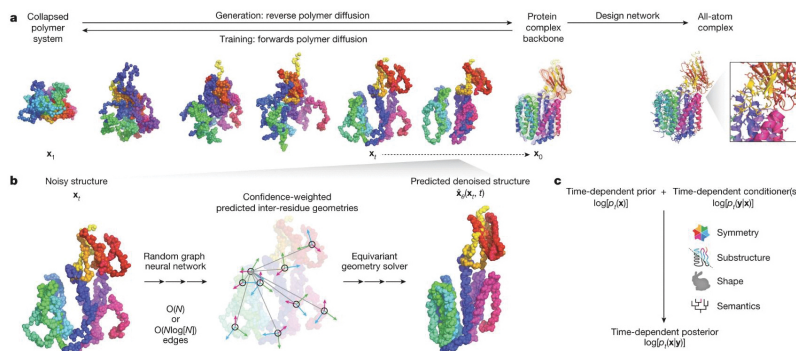 a
Collapsed
polymer
system
Generation: reverse polymer diffusion
Training: forwards polymer diffusion
Protein
complex
backbone
Design network
All-atom
complex
x₁
xₜ
x₀
b
Noisy structure
xₜ
Random graph
neural network
O(N)
or
O(Nlog[N])
edges
Confidence-weighted
predicted inter-residue geometries
Equivariant
geometry solver
Predicted denoised structure
x̂θ(xₜ, t)
c
Time-dependent prior + Time-dependent conditioner(s
log[pₜ(x)] log[pₜ(y|x)]
Symmetry
Substructure
Shape
Semantics
Time-dependent posterior
log[pₜ(x|y)]